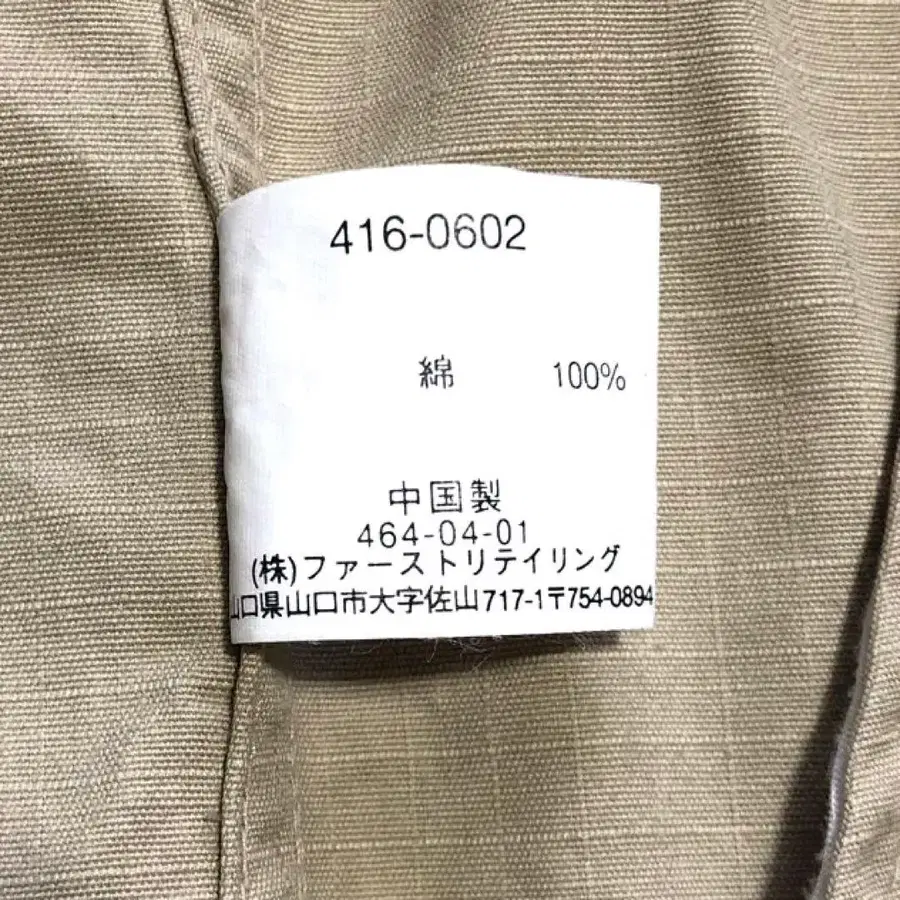 416-0602
綿 100%
中国製
464-04-01
(株)ファーストリテイリング
山口県山口市大字佐山717-1〒754-0894